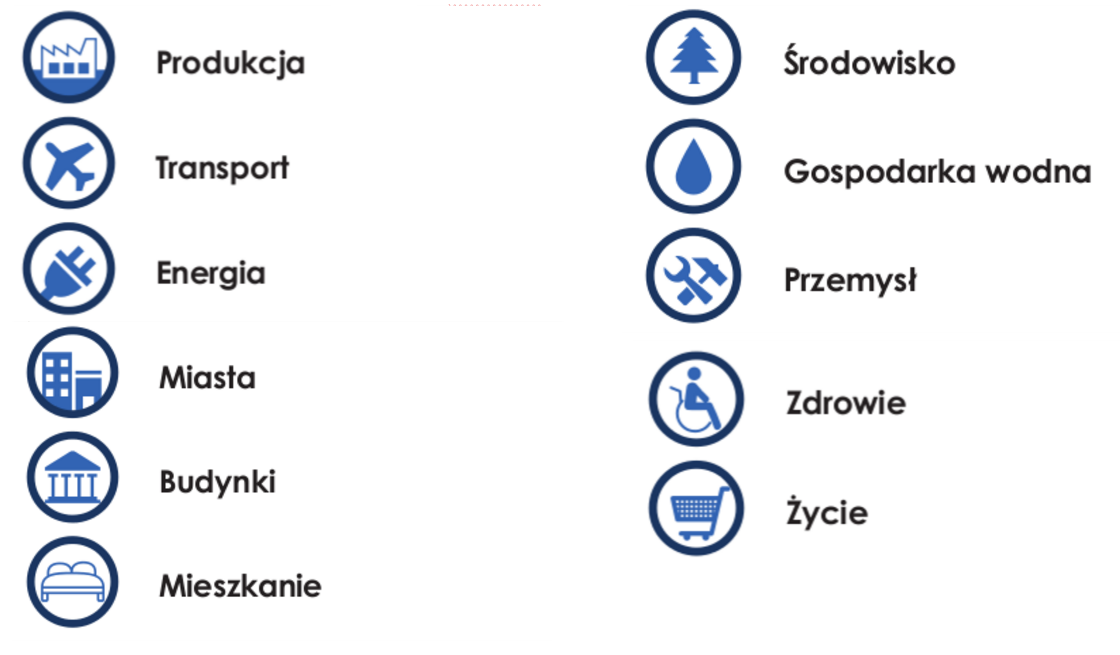 Produkcja
Transport
Energia
Miasta
Budynki
Mieszkanie
Środowisko
Gospodarka wodna
Przemysł
Zdrowie
Życie